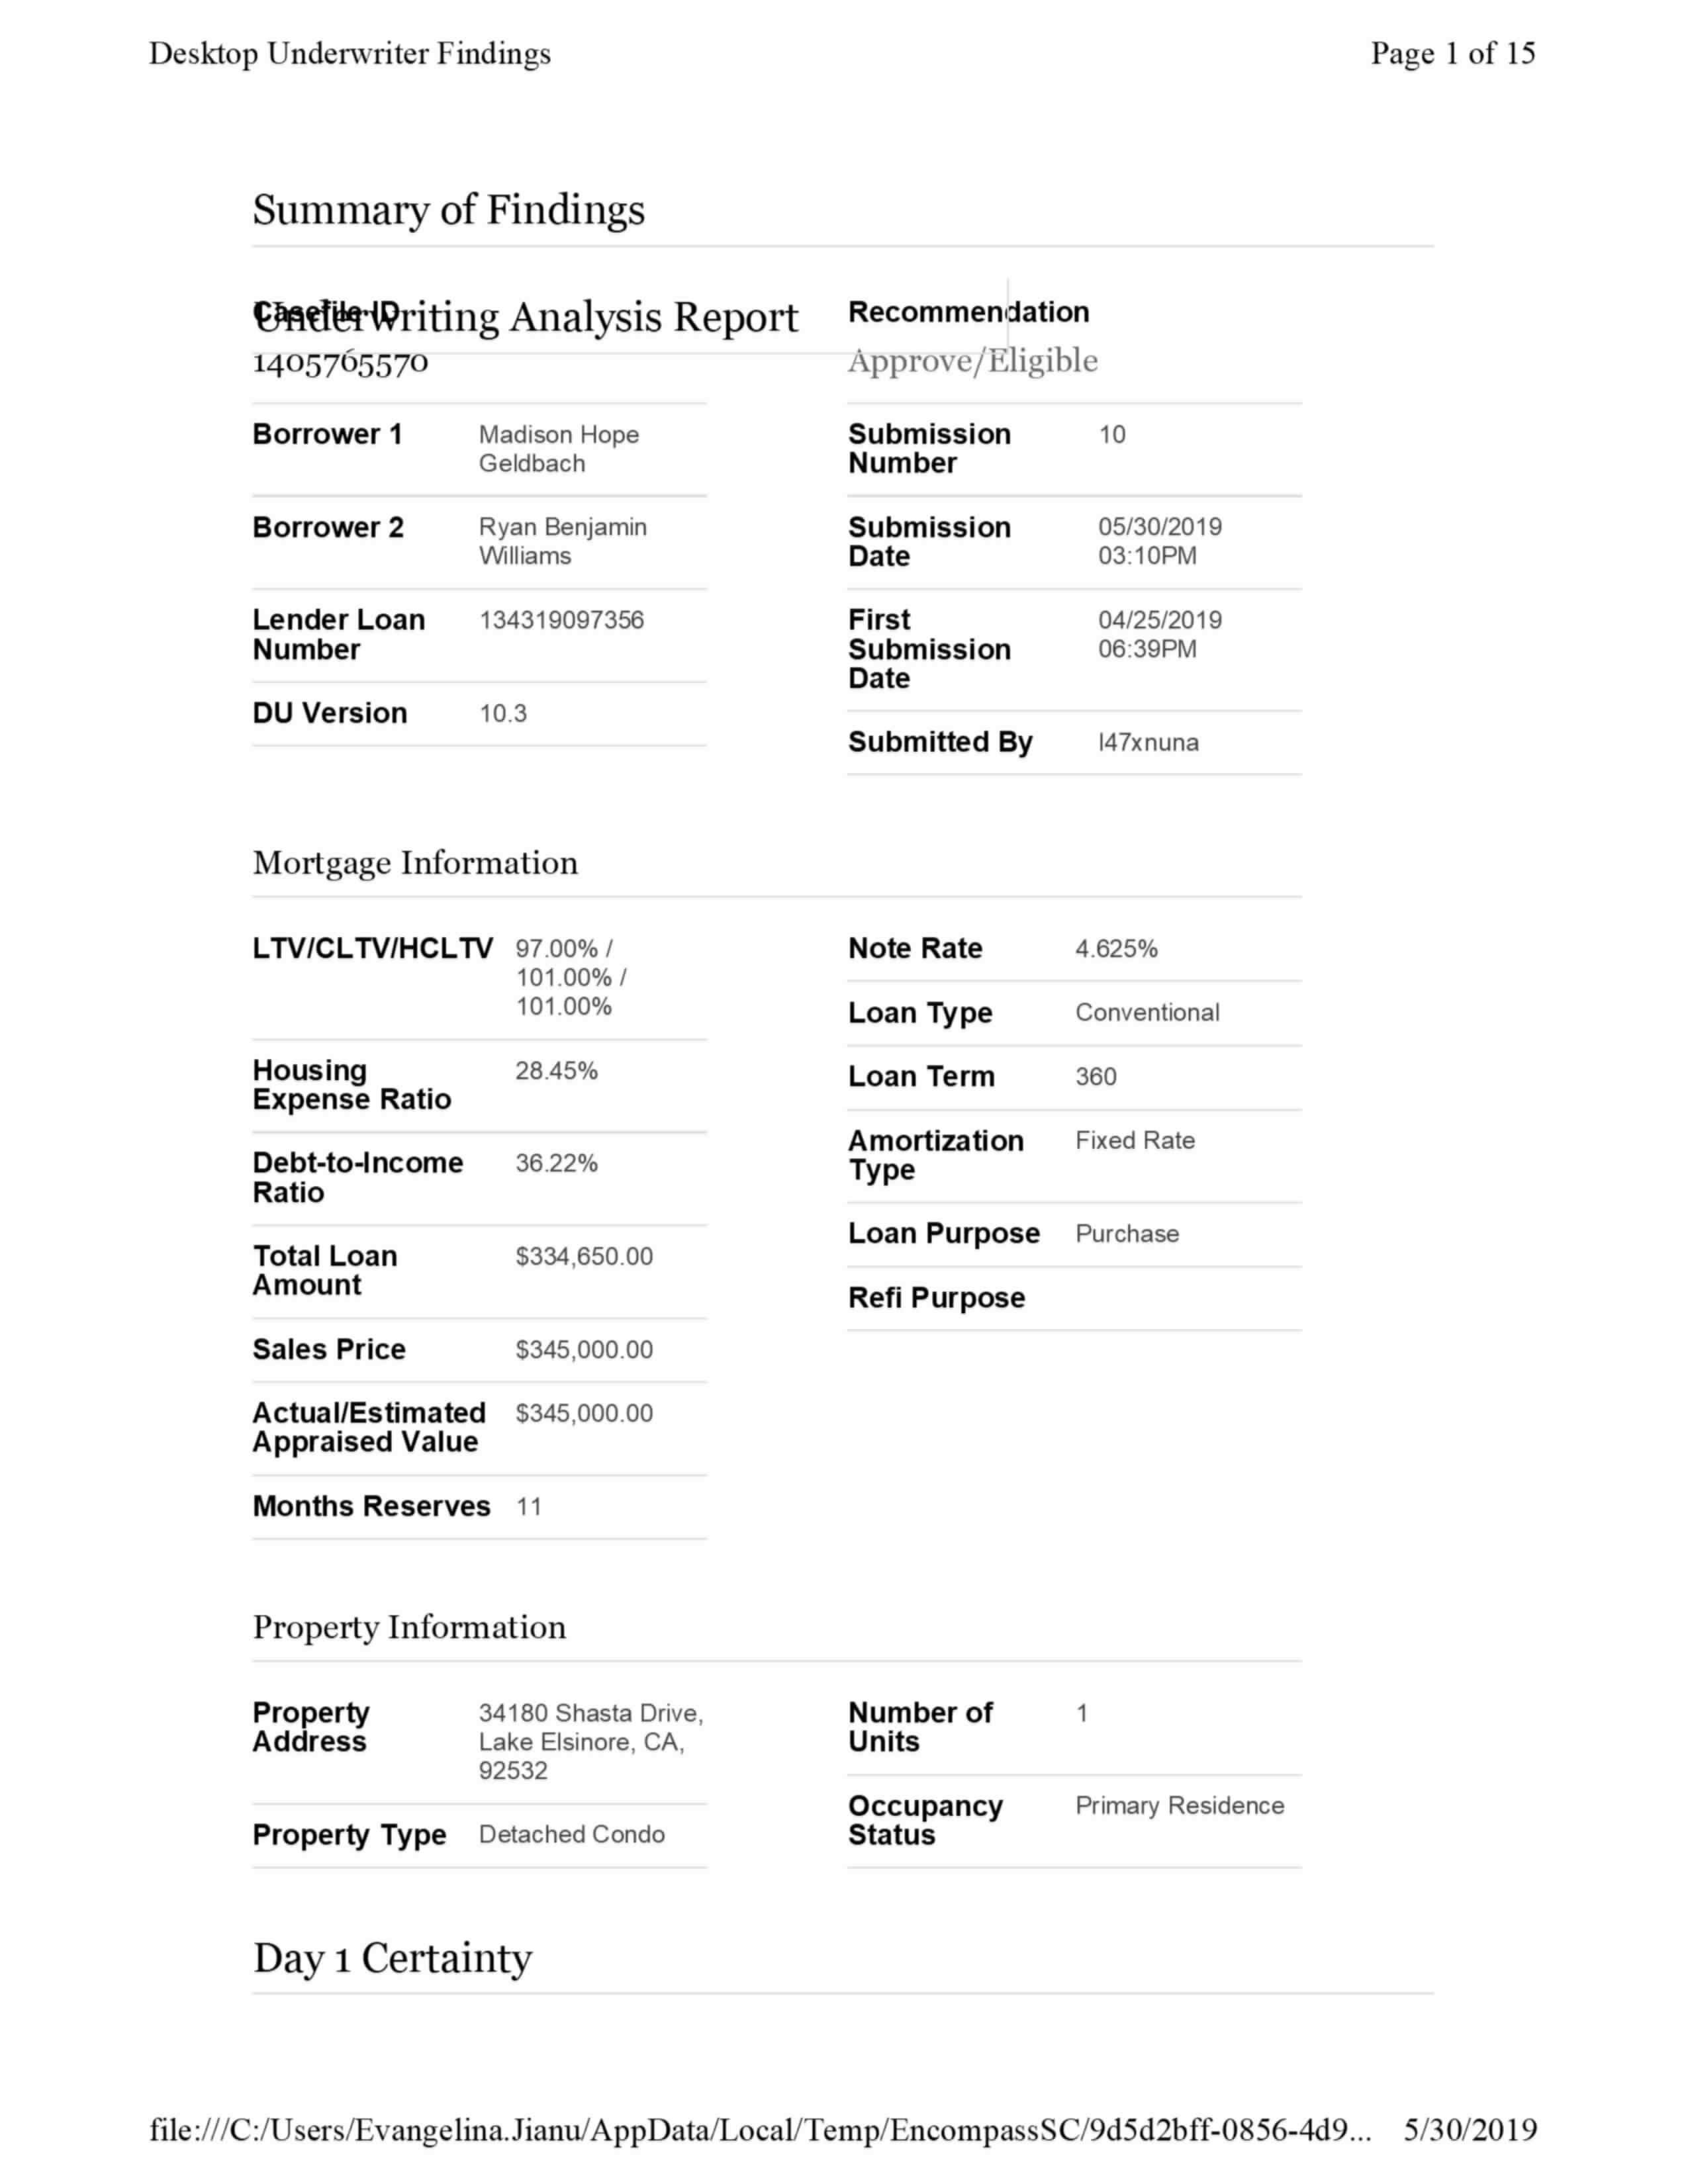 Desktop Underwriter Findings Page 1 of 15
Summary of Findings
Underwriting Analysis Report
Casefile ID
1405765570
Recommendation
Approve/Eligible
Borrower 1 Madison Hope
Geldbach
Borrower 2 Ryan Benjamin
Williams
Lender Loan 134319097356
Number
DU Version 10.3
Submission 10
Number
Submission 05/30/2019
Date 03:10PM
First 04/25/2019
Submission 06:39PM
Date
Submitted By l47xnuna
Mortgage Information
LTV/CLTV/HCLTV 97.00% /
101.00% /
101.00%
Housing 28.45%
Expense Ratio
Debt-to-Income 36.22%
Ratio
Total Loan $334,650.00
Amount
Sales Price $345,000.00
Actual/Estimated $345,000.00
Appraised Value
Months Reserves 11
Note Rate 4.625%
Loan Type Conventional
Loan Term 360
Amortization Fixed Rate
Type
Loan Purpose Purchase
Refi Purpose
Property Information
Property 34180 Shasta Drive,
Address Lake Elsinore, CA,
92532
Property Type Detached Condo
Number of 1
Units
Occupancy Primary Residence
Status
Day 1 Certainty
file:///C:/Users/Evangelina.Jianu/AppData/Local/Temp/EncompassSC/9d5d2bff-0856-4d9... 5/30/2019